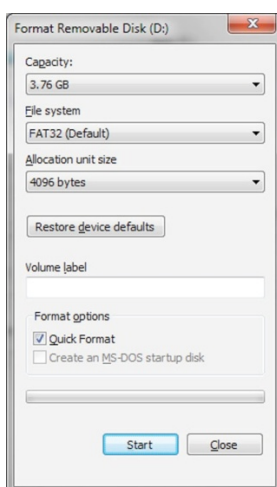 Format Removable Disk (D:)
Capacity:
3.76 GB
File system
FAT32 (Default)
Allocation unit size
4096 bytes
Restore device defaults
Volume label
Format options
Quick Format
Create an MS-DOS startup disk
Start Close